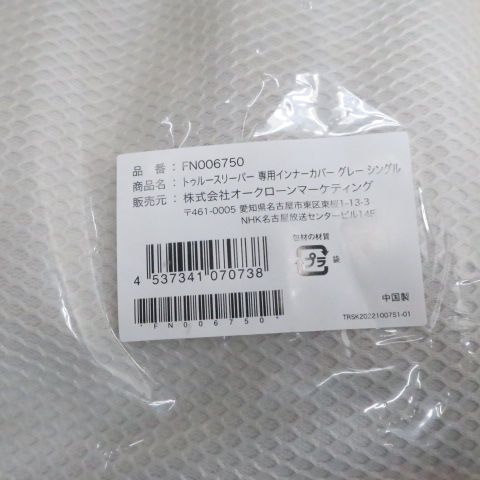 品番：FN006750
商品名：トゥルースリーパー 専用インナーカバー グレー シングル
販売元：株式会社オークローンマーケティング
〒461-0005 愛知県名古屋市東区東桜1-13-3
NHK名古屋放送センタービル14F
包材の材質
プラ 袋
4 537341 070738
*FN006750*
中国製
TRSK2022100751-01